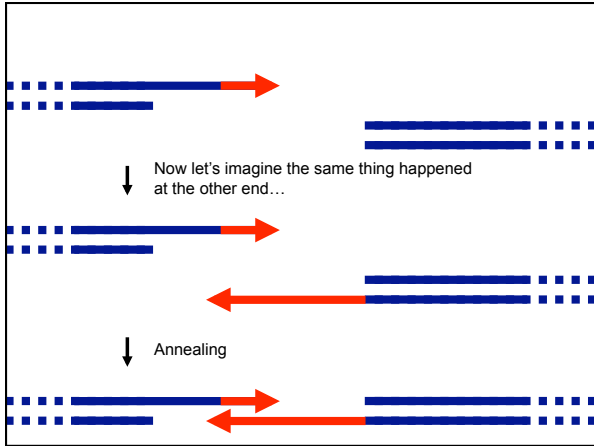 Now let's imagine the same thing happened
at the other end…
Annealing